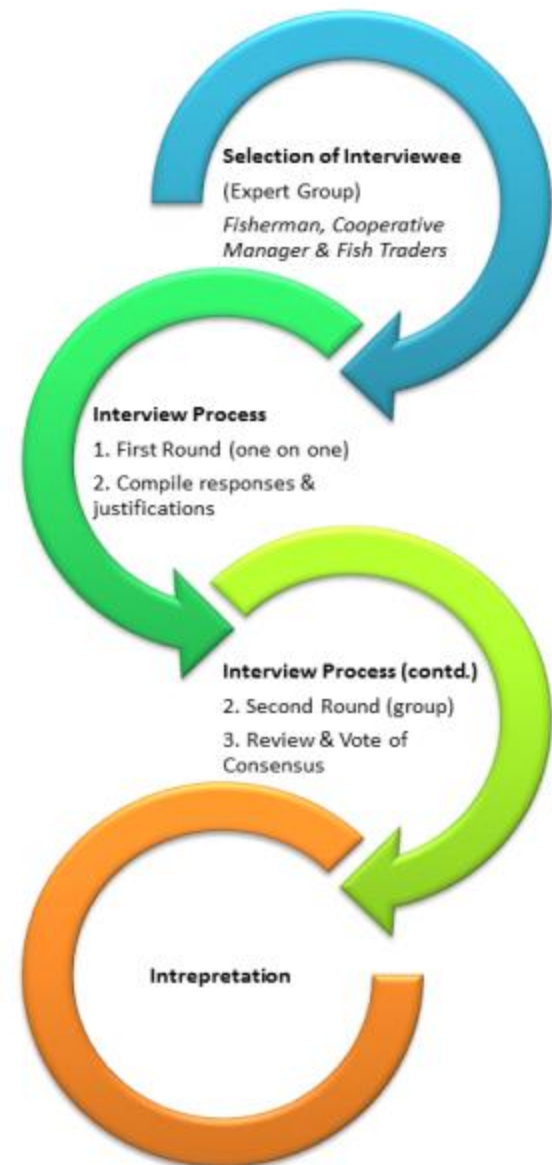 Selection of Interviewee
(Expert Group)
Fisherman, Cooperative
Manager & Fish Traders
Interview Process
1. First Round (one on one)
2. Compile responses &
justifications
Interview Process (contd.)
2. Second Round (group)
3. Review & Vote of
Consensus
Intrepretation